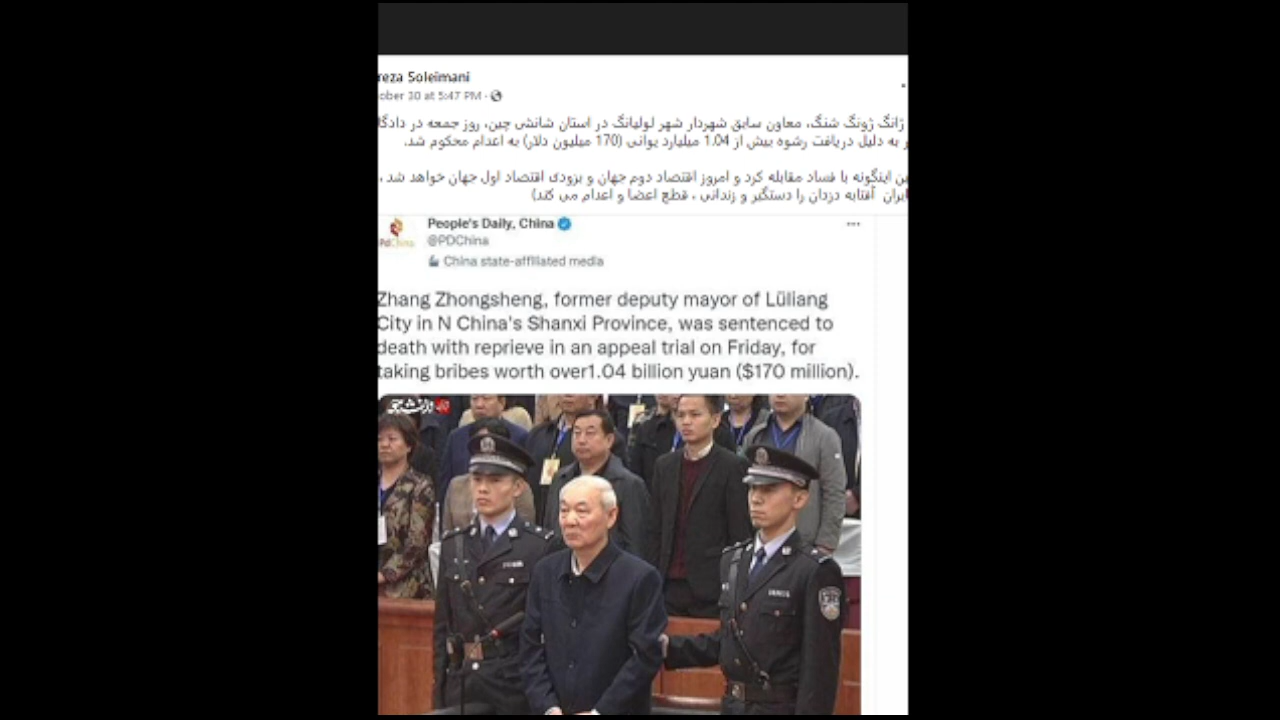 reza Soleimani
ober 30 at 5:47 PM ·
ژانگ ژونگ شنگ، معاون سابق شهردار شهر لولیانگ در استان شانشی چین، روز جمعه در دادگا
ر به دلیل دریافت رشوه بیش از 1.04 میلیارد یوانی (170 میلیون دلار) به اعدام محکوم شد.
ین اینگونه با فساد مقابله کرد و امروز اقتصاد دوم جهان و بزودی اقتصاد اول جهان خواهد شد ،
ایران آفتابه دزدان را دستگیر و زندانی ، قطع اعضا و اعدام می کند)
People's Daily, China
@PDChina
China state-affiliated media
Zhang Zhongsheng, former deputy mayor of Lüliang
City in N China's Shanxi Province, was sentenced to
death with reprieve in an appeal trial on Friday, for
taking bribes worth over1.04 billion yuan ($170 million).